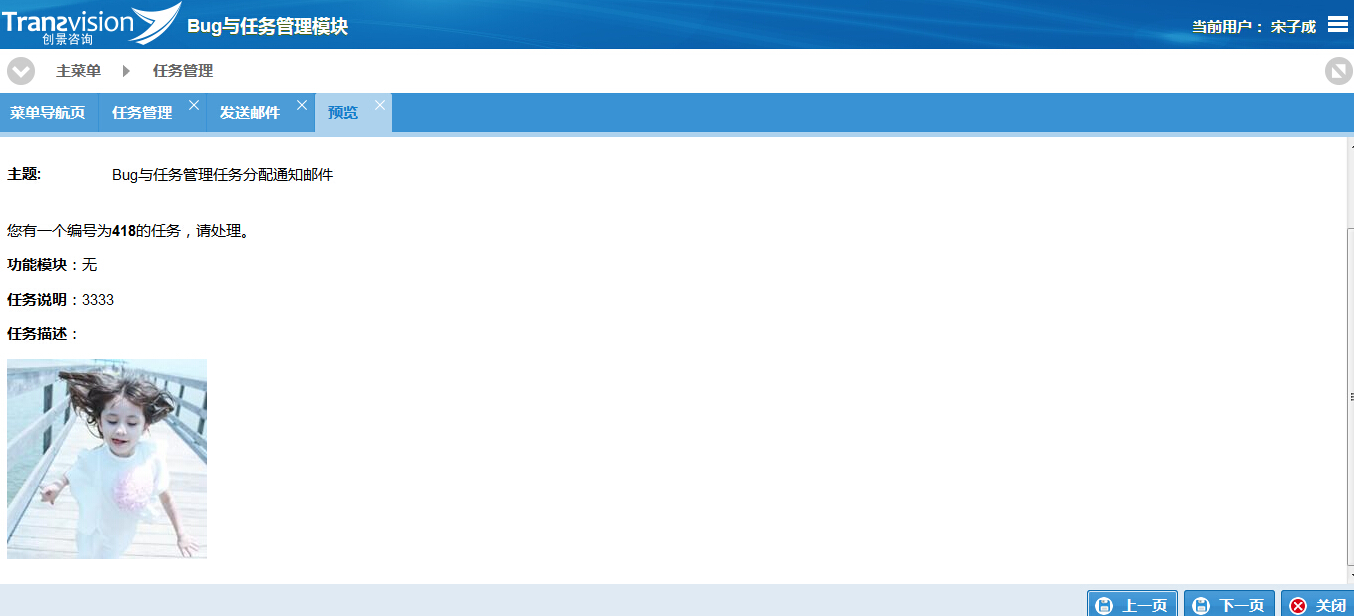 Tranzvision
创景咨询
Bug与任务管理模块
当前用户： 宋子成
主菜单 任务管理
菜单导航页 任务管理 发送邮件 预览
主题: Bug与任务管理任务分配通知邮件
您有一个编号为418的任务，请处理。
功能模块：无
任务说明：3333
任务描述：
上一页 下一页 关闭